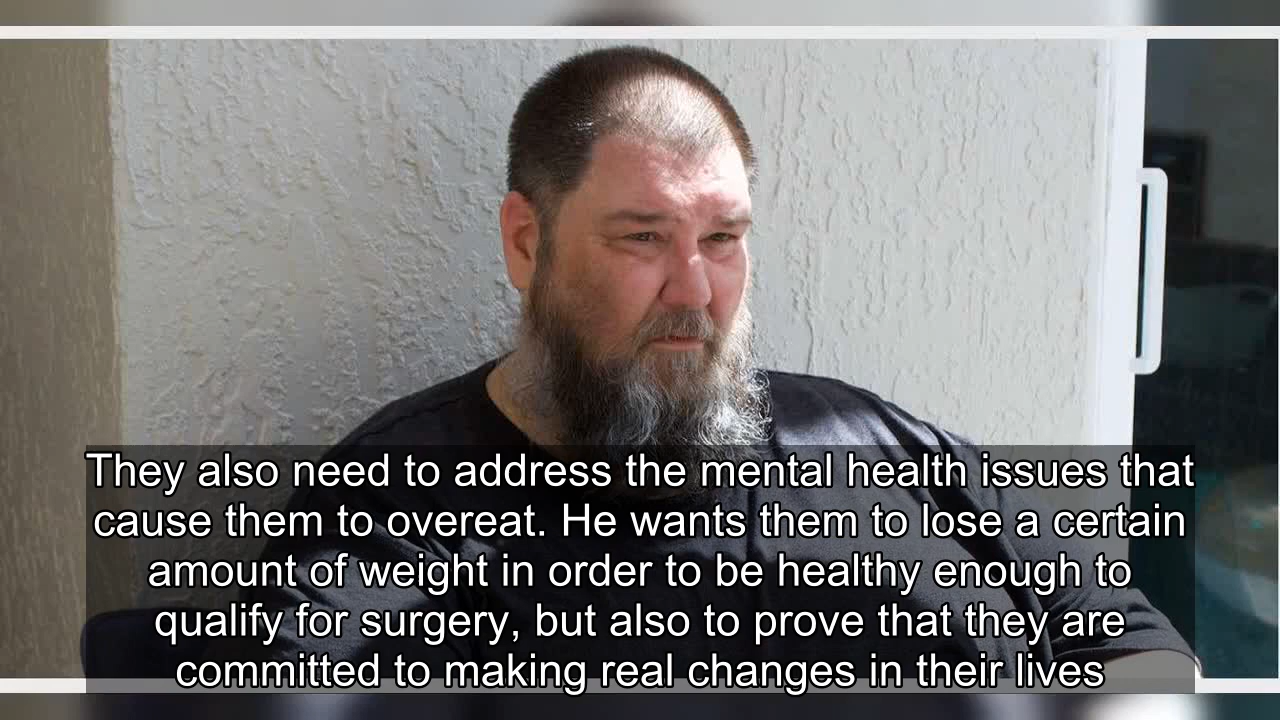 They also need to address the mental health issues that
cause them to overeat. He wants them to lose a certain
amount of weight in order to be healthy enough to
qualify for surgery, but also to prove that they are
committed to making real changes in their lives